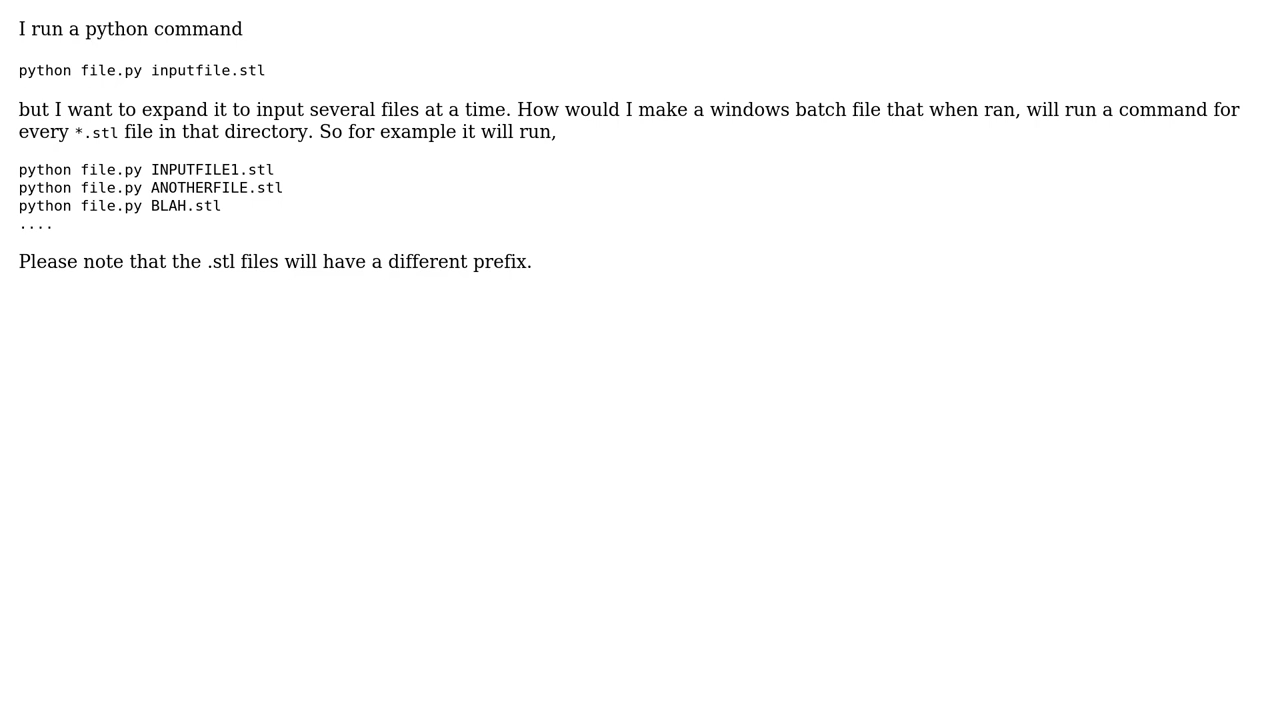 I run a python command
python file.py inputfile.stl
but I want to expand it to input several files at a time. How would I make a windows batch file that when ran, will run a command for
every *.stl file in that directory. So for example it will run,
python file.py INPUTFILE1.stl
python file.py ANOTHERFILE.stl
python file.py BLAH.stl
....
Please note that the .stl files will have a different prefix.